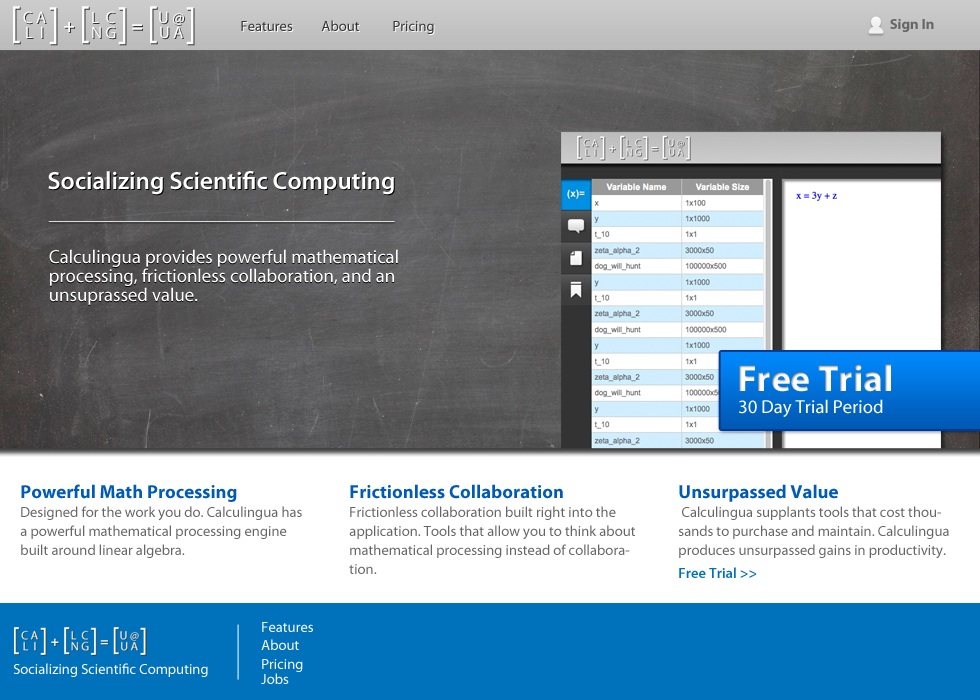 [CA LI] + [LC NG] = [U@ UA]
Features About Pricing
Sign In
Socializing Scientific Computing
Calculingua provides powerful mathematical
processing, frictionless collaboration, and an
unsuprassed value.
[CA LI] + [LC NG] = [U@ UA]
(x)=
Variable Name Variable Size
x 1x100
y 1x1000
t_10 1x1
zeta_alpha_2 3000x50
dog_will_hunt 100000x500
y 1x1000
t_10 1x1
zeta_alpha_2 3000x50
dog_will_hunt 100000x500
y 1x1000
t_10 1x1
zeta_alpha_2 3000x50
dog_will_hunt 100000x5
y 1x1000
t_10 1x1
zeta_alpha_2 3000x50
x = 3y + z
Free Trial
30 Day Trial Period
Powerful Math Processing
Designed for the work you do. Calculingua has
a powerful mathematical processing engine
built around linear algebra.
Frictionless Collaboration
Frictionless collaboration built right into the
application. Tools that allow you to think about
mathematical processing instead of collabora-
tion.
Unsurpassed Value
Calculingua supplants tools that cost thou-
sands to purchase and maintain. Calculingua
produces unsurpassed gains in productivity.
Free Trial >>
[CA LI] + [LC NG] = [U@ UA]
Socializing Scientific Computing
Features
About
Pricing
Jobs